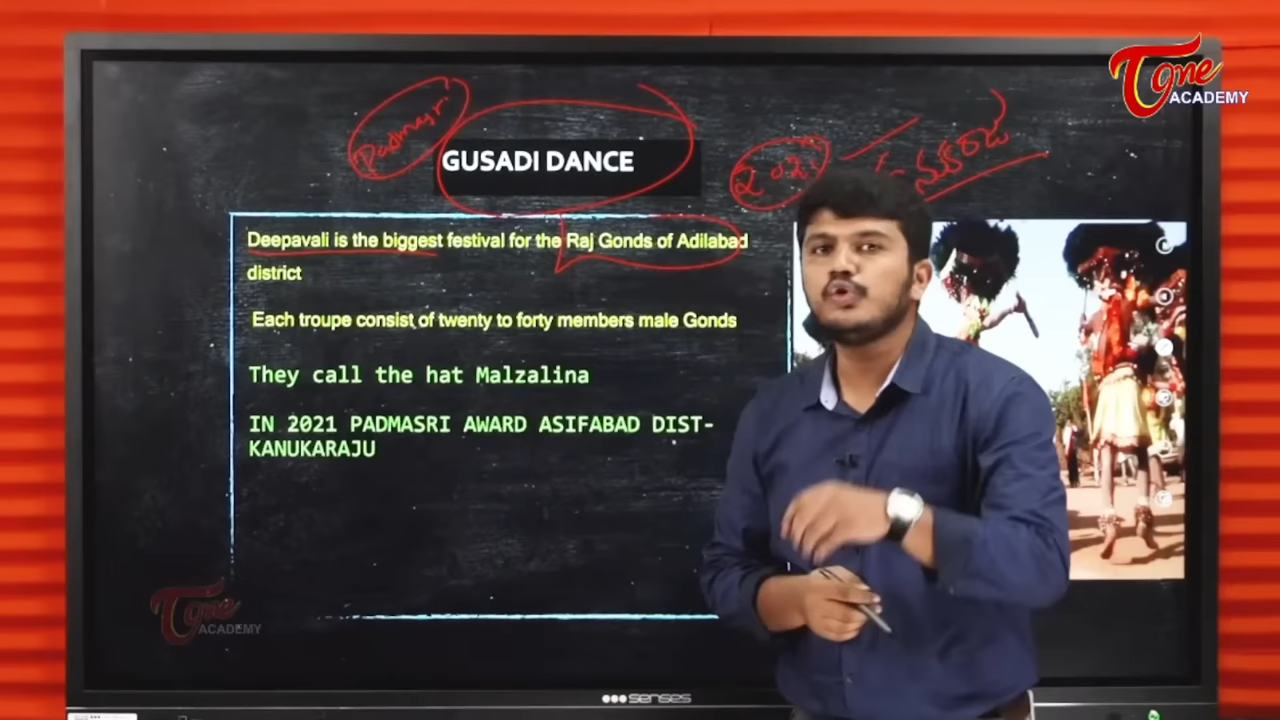 Tone
ACADEMY
Padmasri
GUSADI DANCE
2021
Deepavali is the biggest festival for the Raj Gonds of Adilabad
district
Each troupe consist of twenty to forty members male Gonds
They call the hat Malzalina
IN 2021 PADMASRI AWARD ASIFABAD DIST-
KANUKARAJU
Tone
ACADEMY
senses